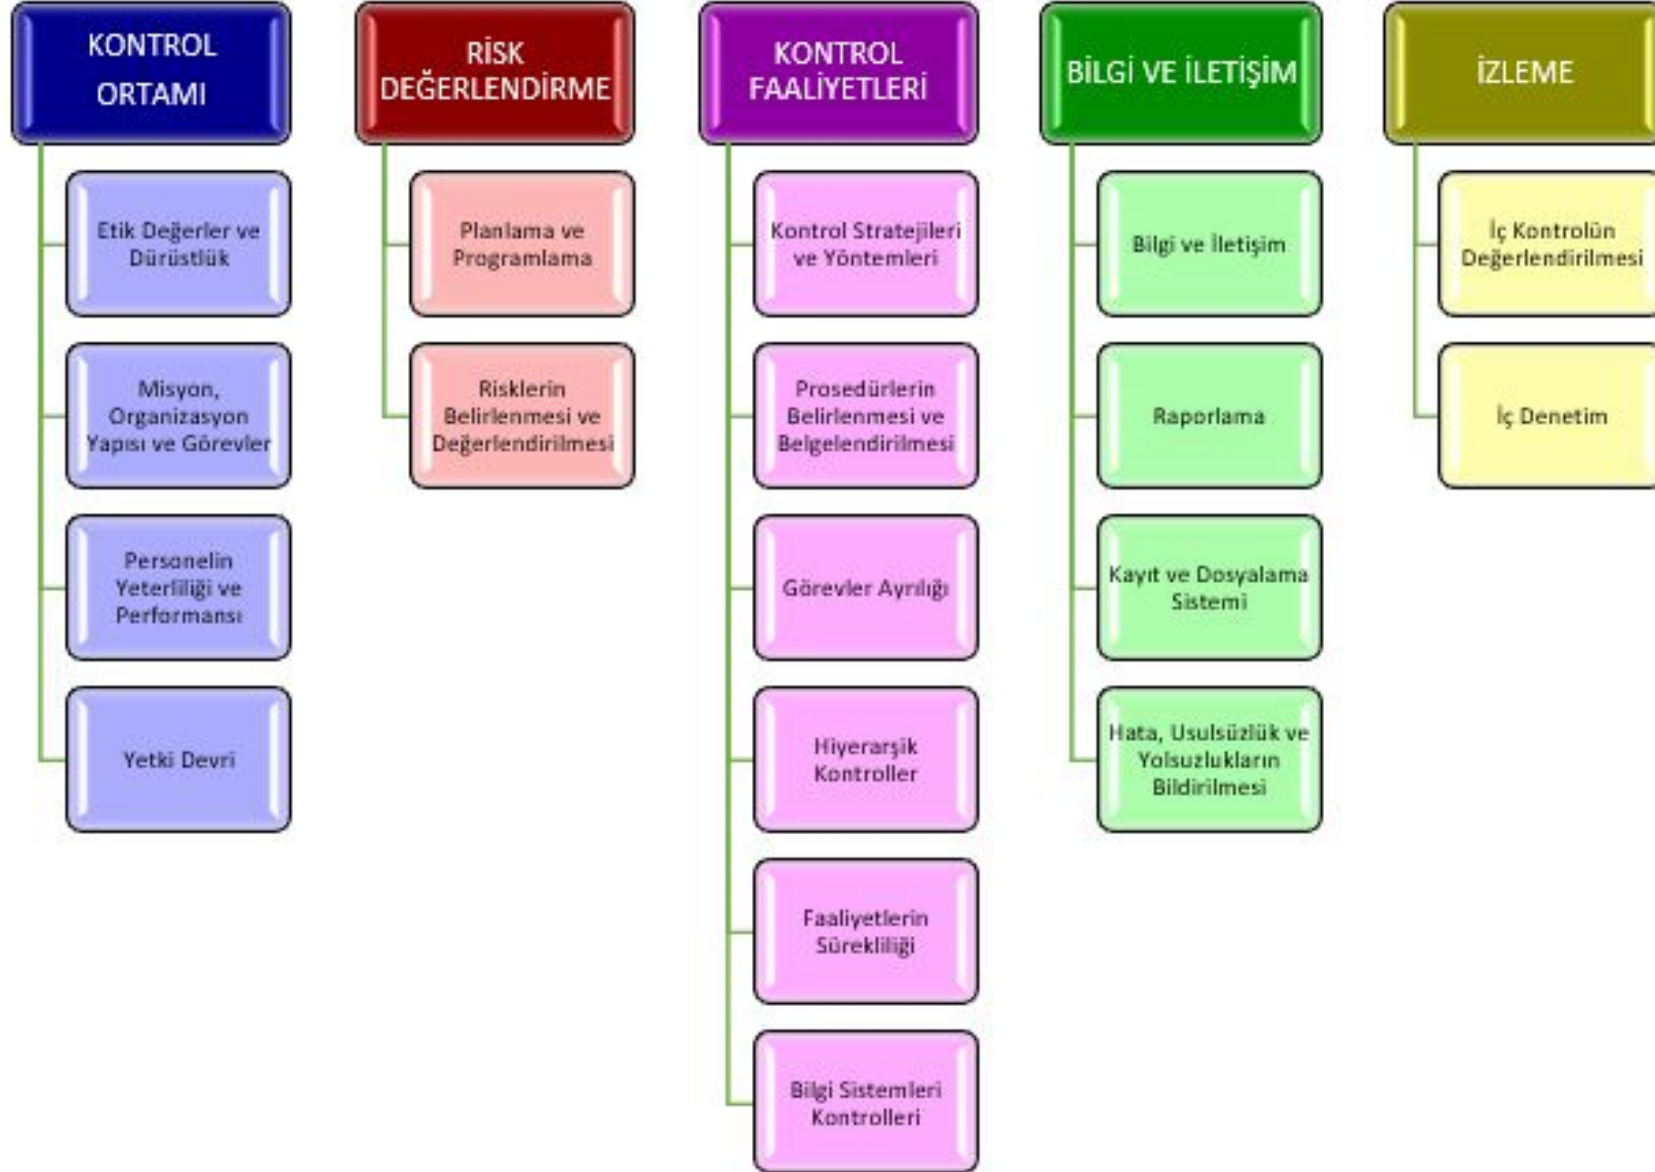 KONTROL
ORTAMI
Etik Değerler ve
Dürüstlük
Misyon,
Organizasyon
Yapısı ve Görevler
Personelin
Yeterliliği ve
Performansı
Yetki Devri
RİSK
DEĞERLENDİRME
Planlama ve
Programlama
Risklerin
Belirlenmesi ve
Değerlendirilmesi
KONTROL
FAALİYETLERİ
Kontrol Stratejileri
ve Yöntemleri
Prosedürlerin
Belirlenmesi ve
Belgelendirilmesi
Görevler Ayrılığı
Hiyerarşik
Kontroller
Faaliyetlerin
Sürekliliği
Bilgi Sistemleri
Kontrolleri
BİLGİ VE İLETİŞİM
Bilgi ve İletişim
Raporlama
Kayıt ve Dosyalama
Sistemi
Hata, Usulsüzlük ve
Yolsuzlukların
Bildirilmesi
İZLEME
İç Kontrolün
Değerlendirilmesi
İç Denetim